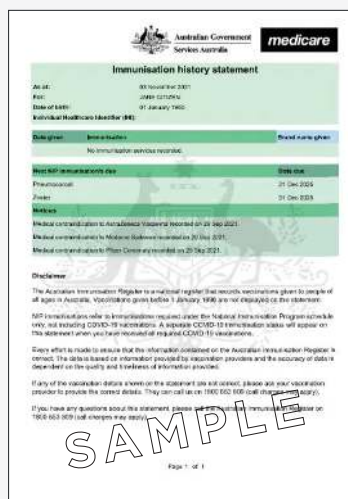 Australian Government
Services Australia
medicare
Immunisation history statement
As at: 03 November 2021
For: JANE CITIZEN
Date of birth: 01 January
Individual Healthcare Identifier (IHI):
Date given Immunisation Brand name given
No immunisation services recorded.
Next NIP immunisation/s due Date due
Pneumococcal 31 Dec
Zoster 31 Dec
Notices
Medical contraindication to AstraZeneca Vaxzevria recorded on Sep 2021.
Medical contraindication to Moderna Spikevax recorded on Sep 2021.
Medical contraindication to Pfizer Comirnaty recorded on Sep 2021.
Disclaimer
The Australian Immunisation Register is a national register that records vaccinations given to people of
all ages in Australia. Vaccinations given before 1 January 1996 are not displayed on the statement.
NIP immunisations refer to immunisations required under the National Immunisation Program schedule
only, not including COVID-19 vaccinations. A separate COVID-19 immunisation status will appear on
this statement when you have received all required COVID-19 vaccinations.
Every effort is made to ensure that the information contained on the Australian Immunisation Register is
correct. The data is based on information provided by vaccination providers and the accuracy of data is
dependent on the quality and timeliness of information provided.
If any of the vaccination details shown on the statement are not correct, please ask your vaccination
provider to provide the correct details. They can call us on 1800 653 809 (call charges may apply).
If you have any questions about this statement, please call the Australian Immunisation Register on
1800 653 809 (call charges may apply).
SAMPLE
Page 1 of 1